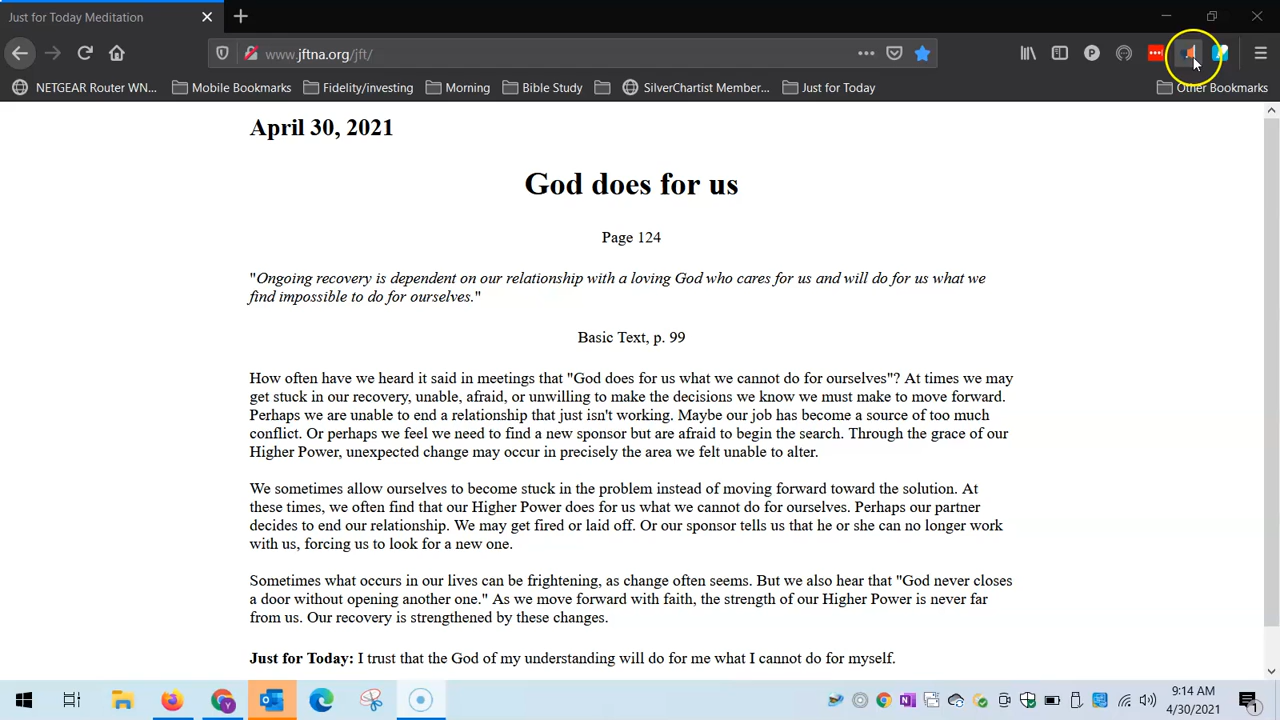 Just for Today Meditation
www.jftna.org/jft/
NETGEAR Router WN...
Mobile Bookmarks
Fidelity/investing
Morning
Bible Study
SilverChartist Member...
Just for Today
Other Bookmarks
April 30, 2021
God does for us
Page 124
"Ongoing recovery is dependent on our relationship with a loving God who cares for us and will do for us what we
find impossible to do for ourselves."
Basic Text, p. 99
How often have we heard it said in meetings that "God does for us what we cannot do for ourselves"? At times we may
get stuck in our recovery, unable, afraid, or unwilling to make the decisions we know we must make to move forward.
Perhaps we are unable to end a relationship that just isn't working. Maybe our job has become a source of too much
conflict. Or perhaps we feel we need to find a new sponsor but are afraid to begin the search. Through the grace of our
Higher Power, unexpected change may occur in precisely the area we felt unable to alter.
We sometimes allow ourselves to become stuck in the problem instead of moving forward toward the solution. At
these times, we often find that our Higher Power does for us what we cannot do for ourselves. Perhaps our partner
decides to end our relationship. We may get fired or laid off. Or our sponsor tells us that he or she can no longer work
with us, forcing us to look for a new one.
Sometimes what occurs in our lives can be frightening, as change often seems. But we also hear that "God never closes
a door without opening another one." As we move forward with faith, the strength of our Higher Power is never far
from us. Our recovery is strengthened by these changes.
Just for Today: I trust that the God of my understanding will do for me what I cannot do for myself.
9:14 AM
4/30/2021